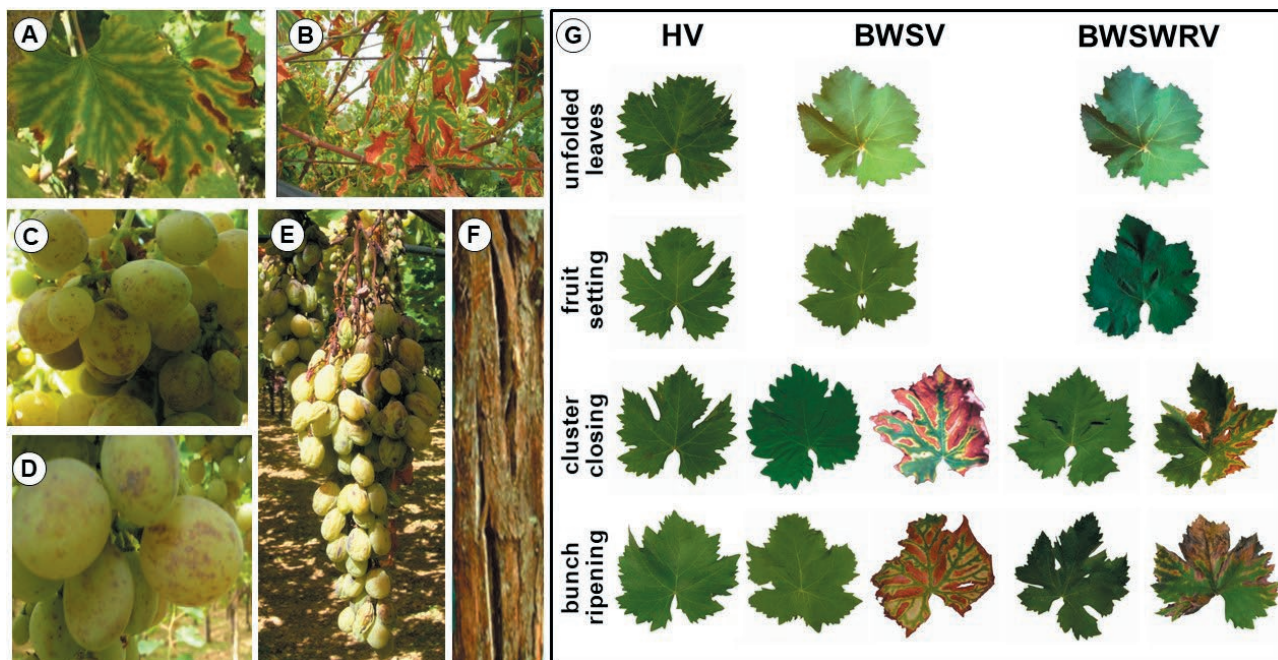 A
B
C
D
E
F
G
HV
BWSV
BWSWRV
unfolded
leaves
fruit
setting
cluster
closing
bunch
ripening